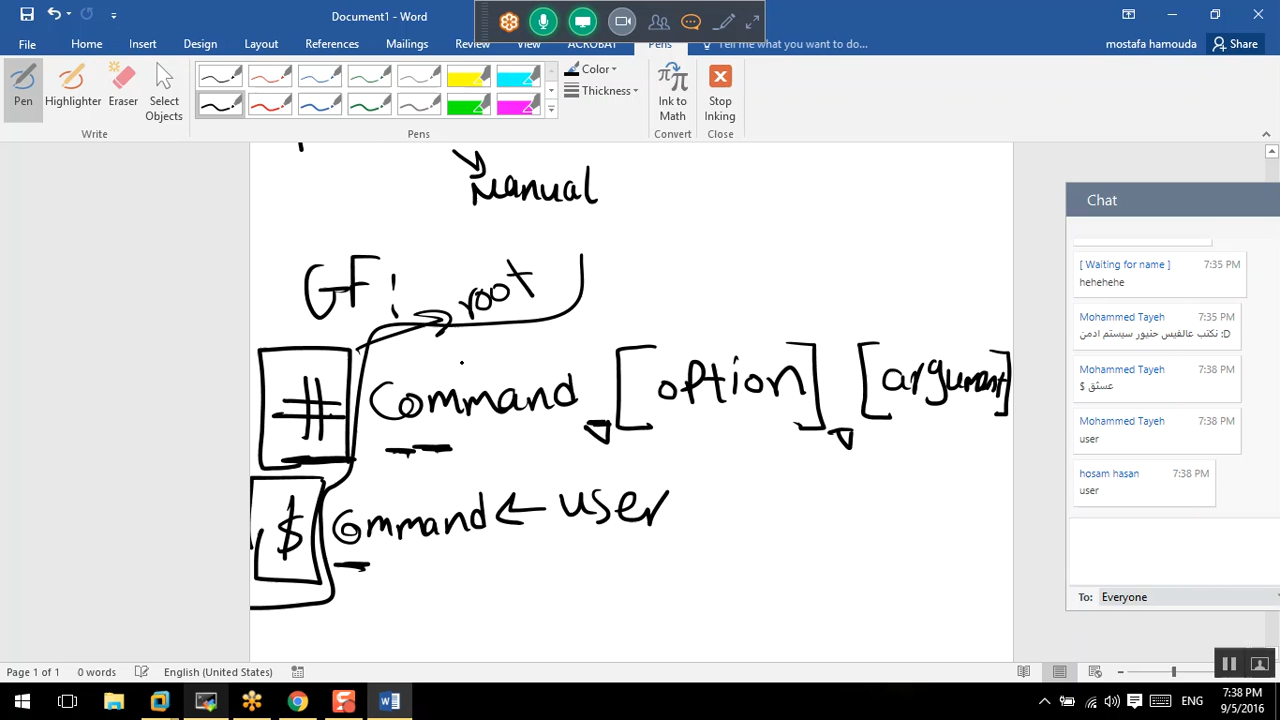 Document1 - Word
mostafa hamouda
Share
File Home Insert Design Layout References Mailings Review View ACROBAT Pens Tell me what you want to do...
Pen Highlighter Eraser Select Objects
Color
Thickness
Ink to Math
Stop Inking
Write Pens Convert Close
Manual
GF:
root
# Command [option] [argument]
$ Command ← user
Chat
[ Waiting for name ] 7:35 PM
hehehehe
Mohammed Tayeh 7:35 PM
:D نكتب عالفيس جنيور سيستم ادمن
Mohammed Tayeh 7:38 PM
$ عسئق
Mohammed Tayeh 7:38 PM
user
hosam hasan 7:38 PM
user
To: Everyone
Page 1 of 1 0 words English (United States)
ENG
7:38 PM
9/5/2016